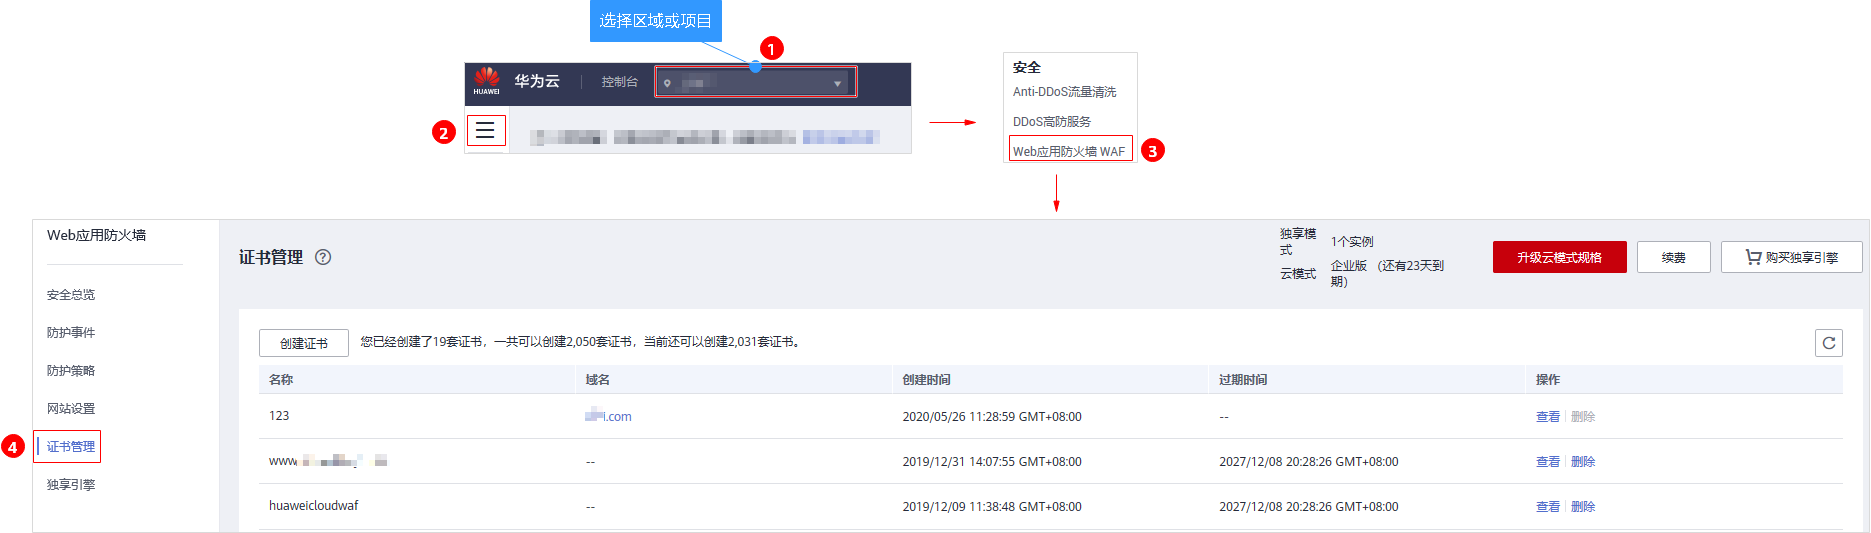 选择区域或项目
1
HUAWEI
华为云
控制台
2
安全
Anti-DDoS流量清洗
DDoS高防服务
Web应用防火墙 WAF
3
Web应用防火墙
安全总览
防护事件
防护策略
网站设置
4
证书管理
独享引擎
证书管理 ?
独享模
式
1个实例
云模式
企业版 （还有23天到
期）
升级云模式规格
续费
购买独享引擎
创建证书
您已经创建了19套证书，一共可以创建2,050套证书，当前还可以创建2,031套证书。
名称 域名 创建时间 过期时间 操作
123 i.com 2020/05/26 11:28:59 GMT+08:00 -- 查看 删除
www -- 2019/12/31 14:07:55 GMT+08:00 2027/12/08 20:28:26 GMT+08:00 查看 删除
huaweicloudwaf -- 2019/12/09 11:38:48 GMT+08:00 2027/12/08 20:28:26 GMT+08:00 查看 删除